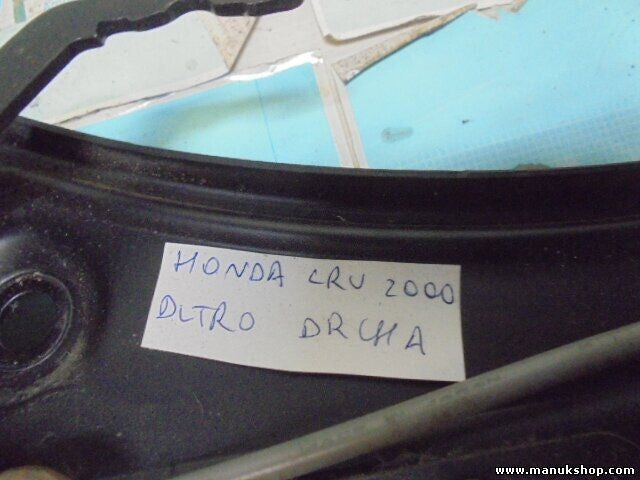 HONDA CRV 2000
DLTRO DRCHA
www.manukshop.com